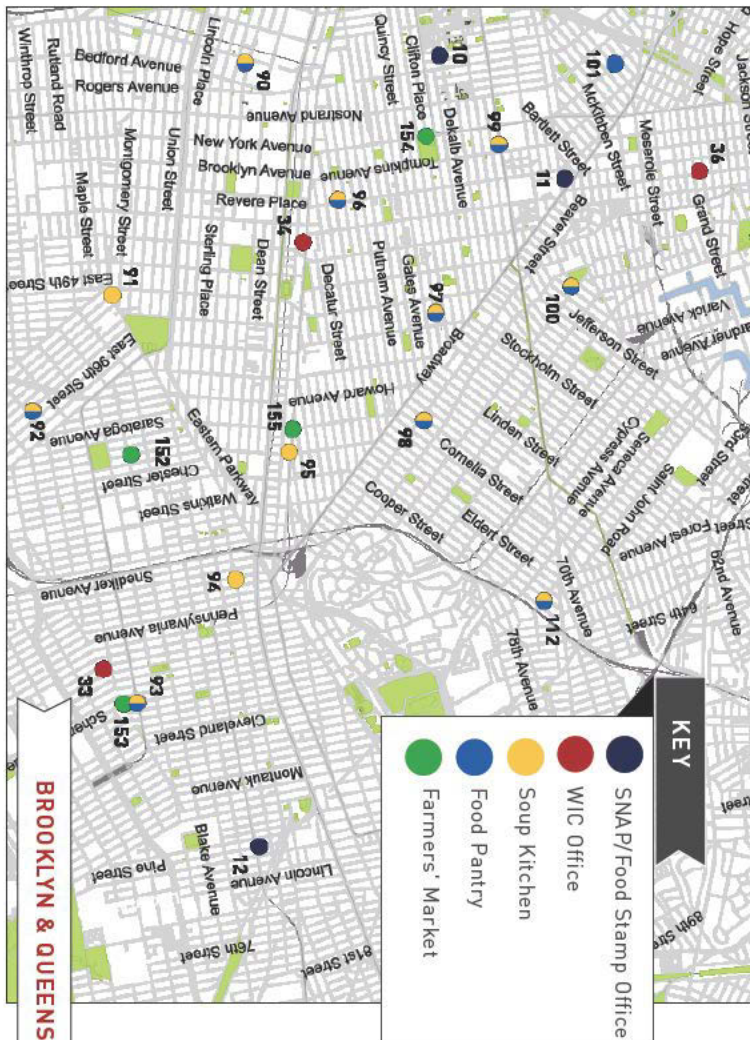 BROOKLYN & QUEENS
KEY
SNAP/Food Stamp Office
WIC Office
Soup Kitchen
Food Pantry
Farmers' Market
Jackson Street
Hope Street
36
Grand Street
Meserole Street
McKibben Street
101
Varick Avenue
Bartlett Street
11
Beaver Street
100
Jefferson Street
Stockholm Street
Linden Street
Cypress Avenue
Seneca Avenue
Saint John Road
Forest Avenue
62nd Avenue
64th Street
70th Avenue
78th Avenue
112
Cornelia Street
Eldert Street
Cooper Street
98
Broadway
97
Gates Avenue
Putnam Avenue
99
Dekalb Avenue
10
Clifton Place
154
Quincy Street
Tompkins Avenue
96
Nostrand Avenue
New York Avenue
Brooklyn Avenue
Revere Place
34
Decatur Street
Dean Street
Howard Avenue
155
95
90
Lincoln Place
Bedford Avenue
Rogers Avenue
Rutland Road
Winthrop Street
Union Street
Montgomery Street
Maple Street
Sterling Place
East 49th Street
91
East 96th Street
92
Saratoga Avenue
152
Chester Street
Watkins Street
Eastern Parkway
Snediker Avenue
94
Pennsylvania Avenue
33
93
153
Cleveland Street
Montauk Avenue
12
Blake Avenue
Pine Street
Lincoln Avenue
76th Street
81st Street
89th Street